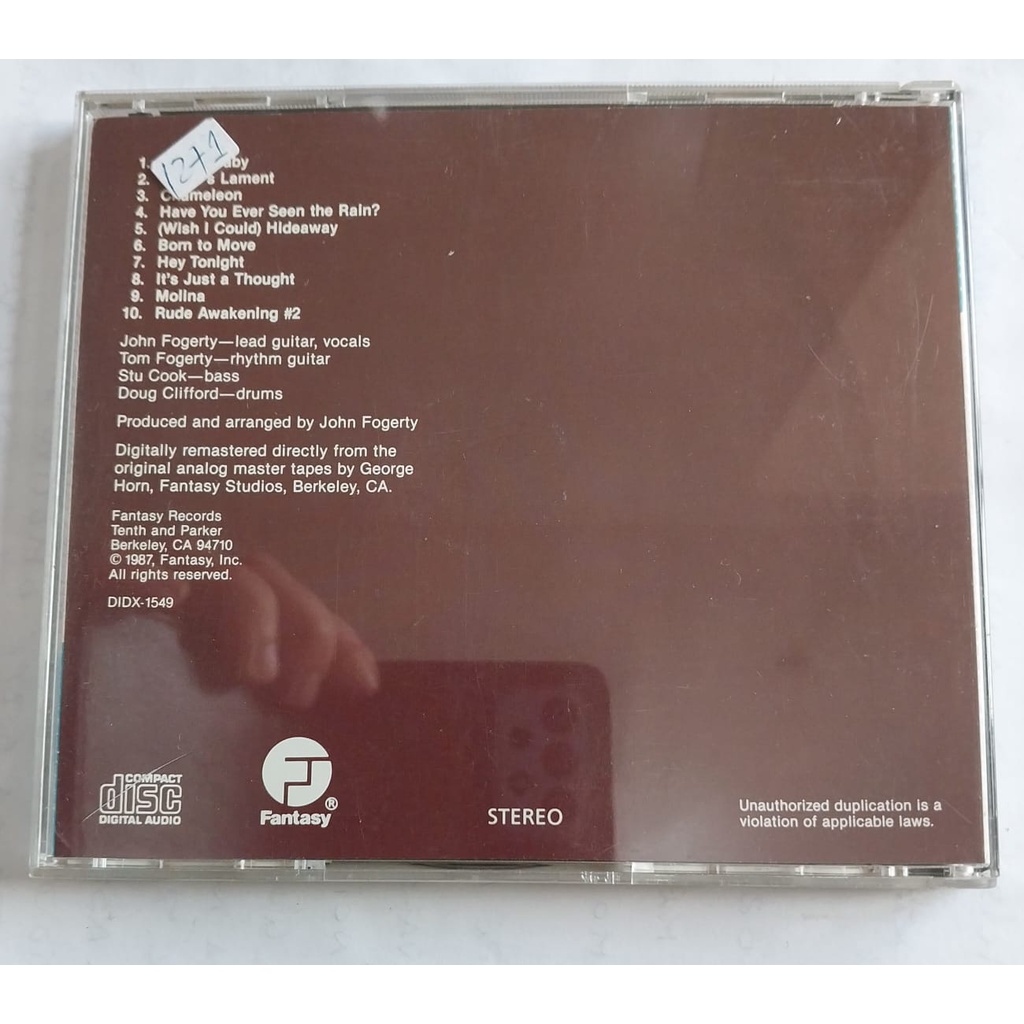 12+1
1. aby
2. s Lament
3. Chameleon
4. Have You Ever Seen the Rain?
5. (Wish I Could) Hideaway
6. Born to Move
7. Hey Tonight
8. It's Just a Thought
9. Molina
10. Rude Awakening #2
John Fogerty—lead guitar, vocals
Tom Fogerty—rhythm guitar
Stu Cook—bass
Doug Clifford—drums
Produced and arranged by John Fogerty
Digitally remastered directly from the
original analog master tapes by George
Horn, Fantasy Studios, Berkeley, CA.
Fantasy Records
Tenth and Parker
Berkeley, CA 94710
© 1987, Fantasy, Inc.
All rights reserved.
DIDX-1549
COMPACT
disc
DIGITAL AUDIO
Fantasy®
STEREO
Unauthorized duplication is a
violation of applicable laws.